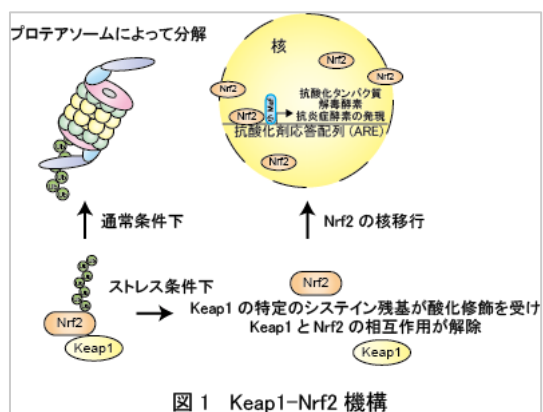 プロテアソームによって分解
核
Nrf2
Nrf2
Nrf2
Nrf2
抗酸化タンパク質
解毒酵素
抗炎症酵素の発現
抗酸化剤応答配列 (ARE)
Nrf2
通常条件下
Nrf2 の核移行
ストレス条件下
Nrf2
Keap1
Nrf2
Keap1 の特定のシステイン残基が酸化修飾を受け
Keap1 と Nrf2 の相互作用が解除
Keap1
図 1 Keap1-Nrf2 機構